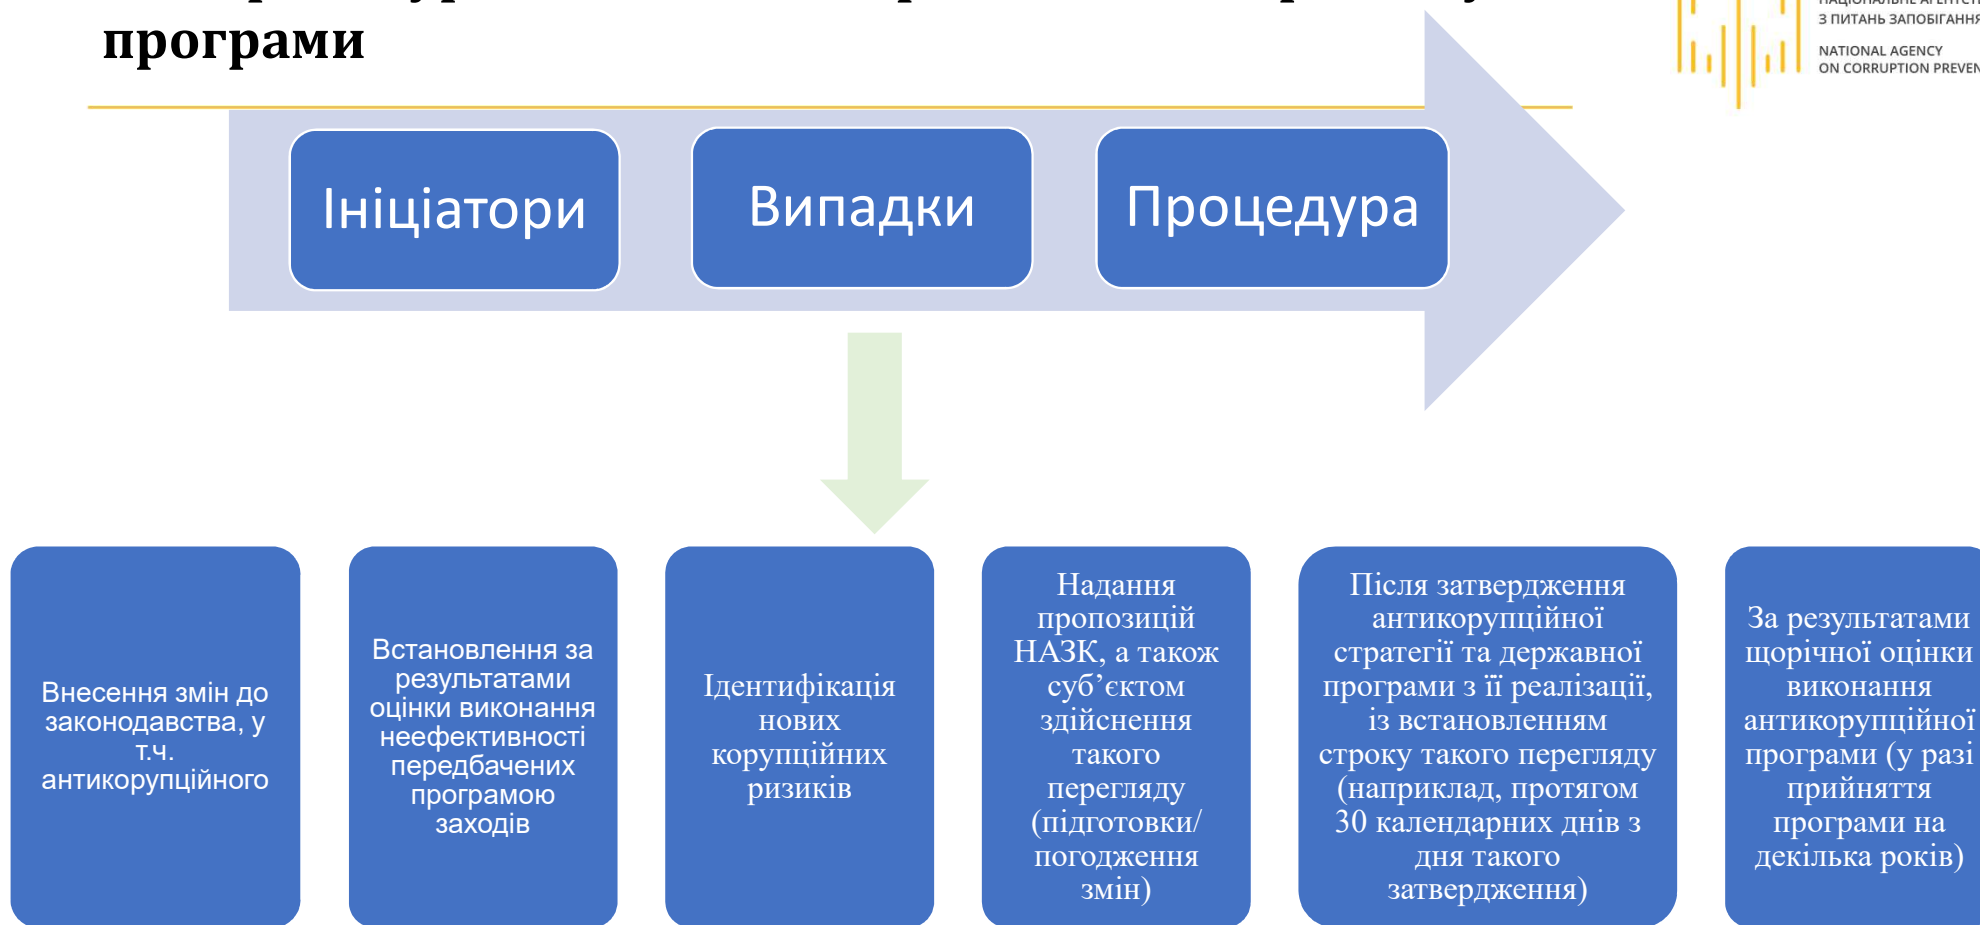 програми
НАЦІОНАЛЬНЕ АГЕНТСТВО
З ПИТАНЬ ЗАПОБІГАННЯ
NATIONAL AGENCY
ON CORRUPTION PREVEN
Ініціатори
Випадки
Процедура
Внесення змін до
законодавства, у
т.ч.
антикорупційного
Встановлення за
результатами
оцінки виконання
неефективності
передбачених
програмою
заходів
Ідентифікація
нових
корупційних
ризиків
Надання
пропозицій
НАЗК, а також
суб’єктом
здійснення
такого
перегляду
(підготовки/
погодження
змін)
Після затвердження
антикорупційної
стратегії та державної
програми з її реалізації,
із встановленням
строку такого перегляду
(наприклад, протягом
30 календарних днів з
дня такого
затвердження)
За результатами
щорічної оцінки
виконання
антикорупційної
програми (у разі
прийняття
програми на
декілька років)